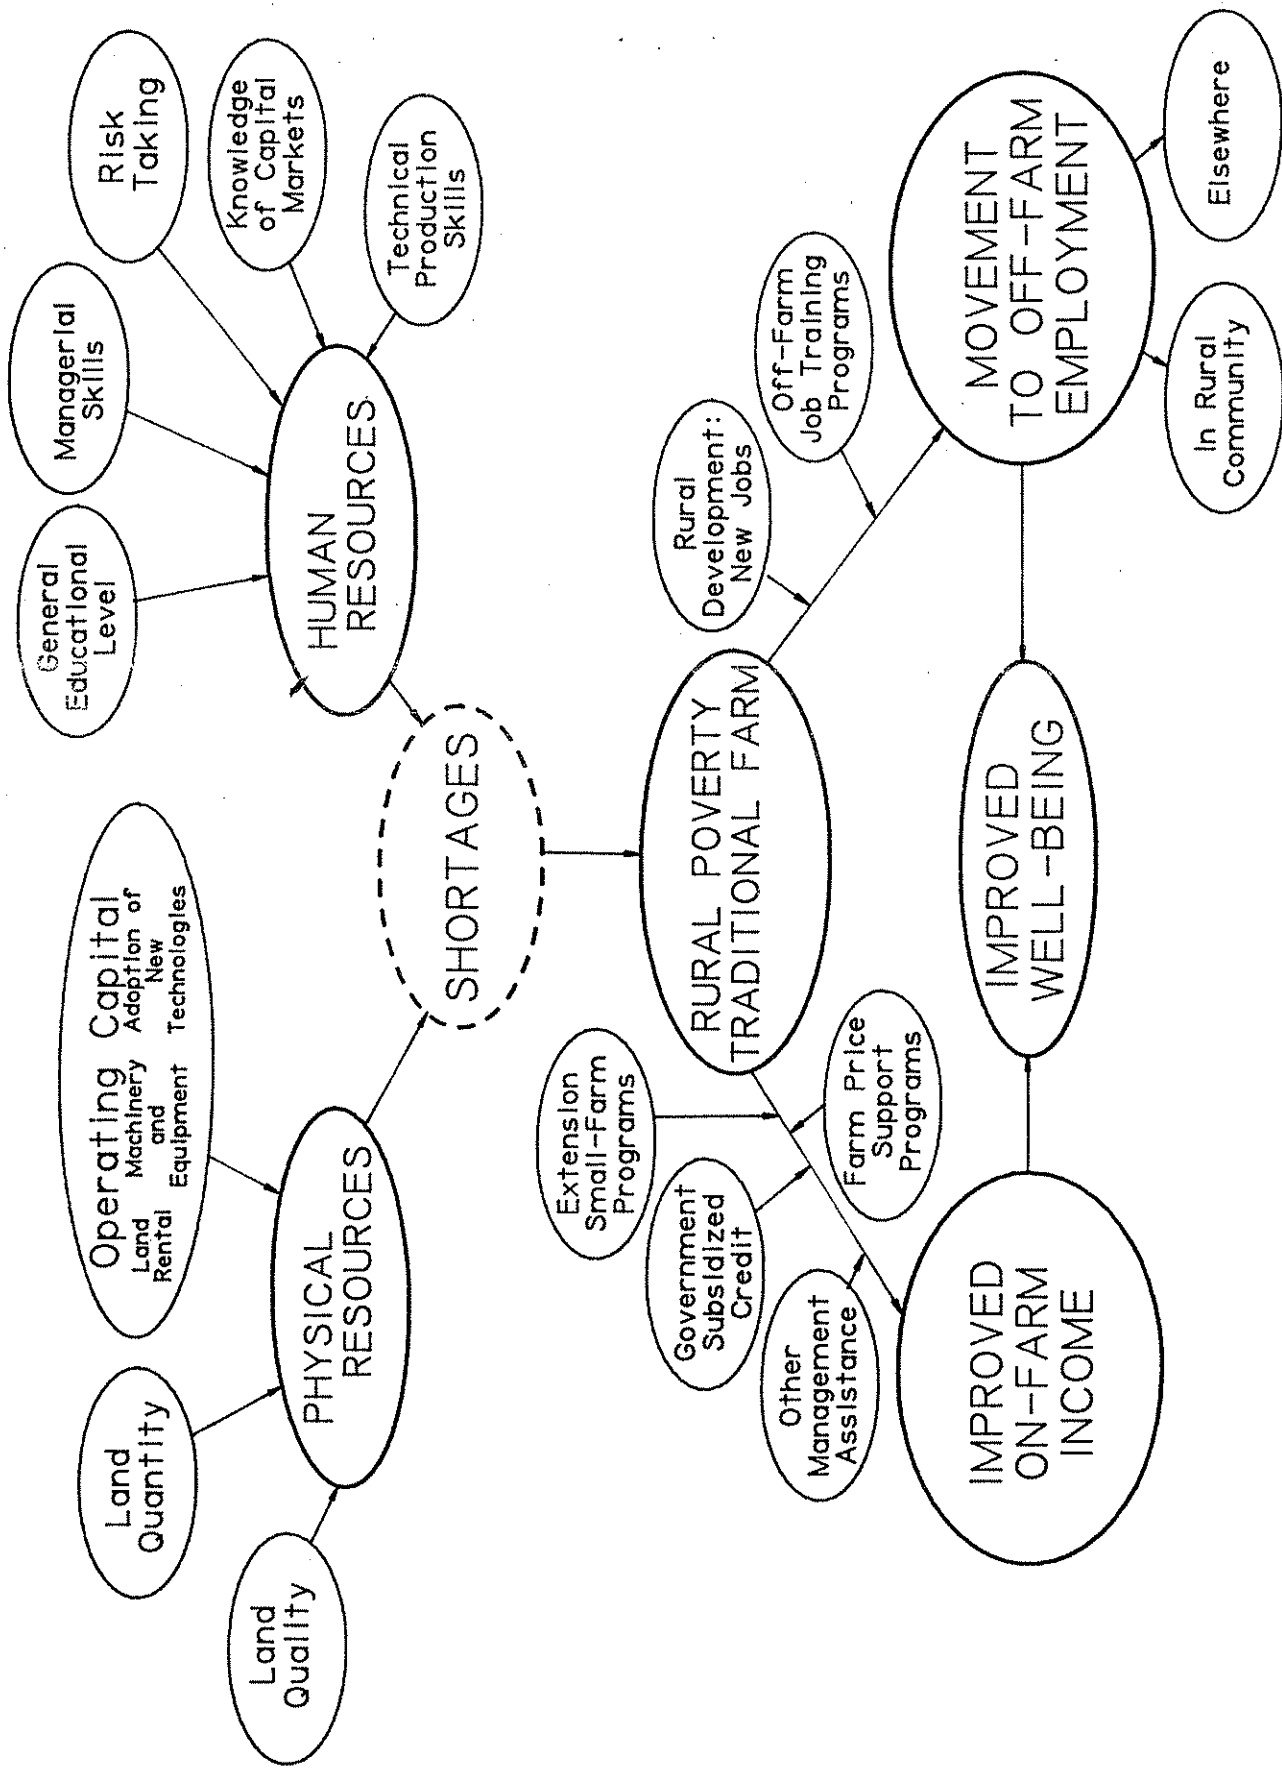 Land
Quality
Land
Quantity
Operating Capital
Land
Rental
Machinery
and
Equipment
Adoption of
New
Technologies
PHYSICAL
RESOURCES
General
Educational
Level
Managerial
Skills
Risk
Taking
Knowledge
of Capital
Markets
Technical
Production
Skills
HUMAN
RESOURCES
SHORTAGES
RURAL POVERTY
TRADITIONAL FARM
Extension
Small-Farm
Programs
Government
Subsidized
Credit
Other
Management
Assistance
Farm Price
Support
Programs
Rural
Development:
New Jobs
Off-Farm
Job Training
Programs
IMPROVED
ON-FARM
INCOME
IMPROVED
WELL-BEING
MOVEMENT
TO OFF-FARM
EMPLOYMENT
In Rural
Community
Elsewhere